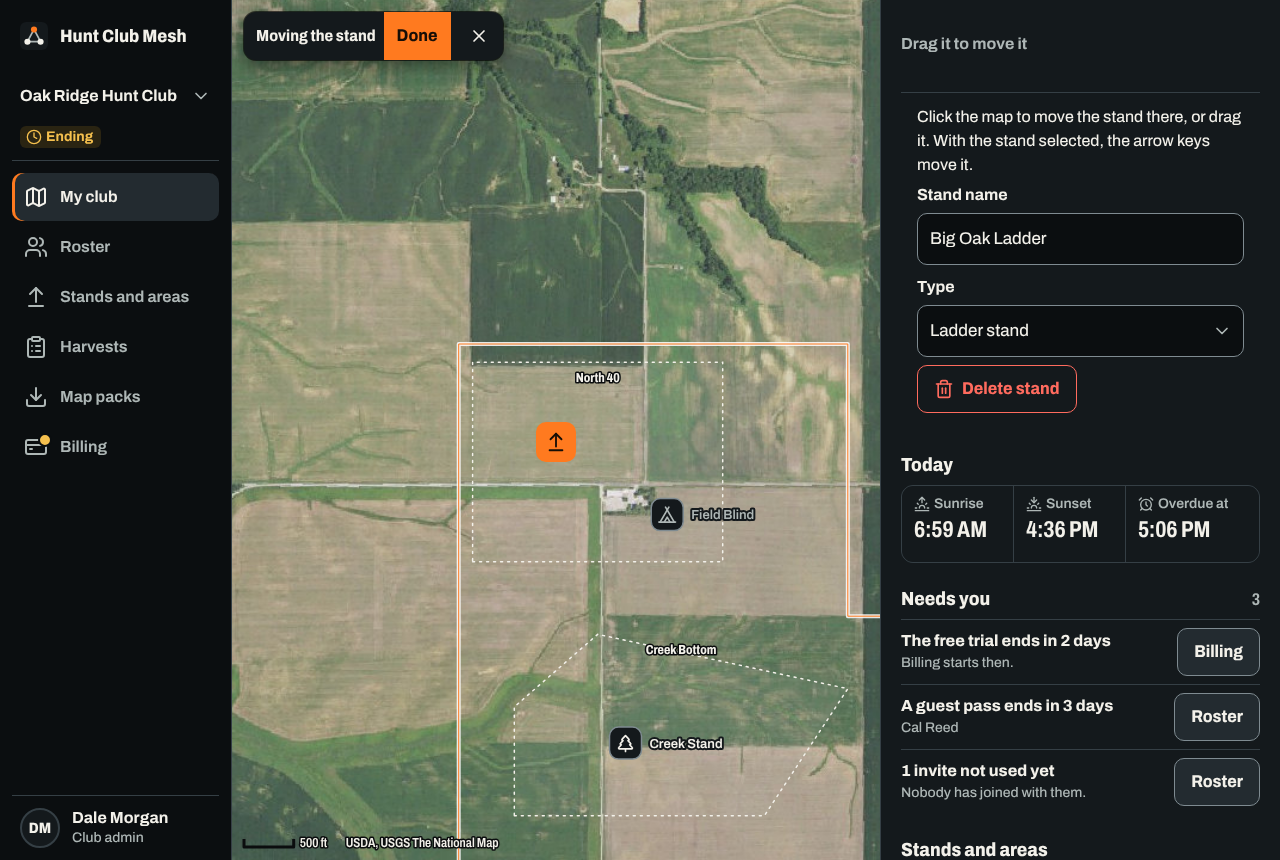 Hunt Club Mesh
Oak Ridge Hunt Club
Ending
My club
Roster
Stands and areas
Harvests
Map packs
Billing
DM
Dale Morgan
Club admin
Moving the stand
Done
North 40
Field Blind
Creek Bottom
Creek Stand
500 ft
USDA, USGS The National Map
Drag it to move it
Click the map to move the stand there, or drag
it. With the stand selected, the arrow keys
move it.
Stand name
Big Oak Ladder
Type
Ladder stand
Delete stand
Today
Sunrise
6:59 AM
Sunset
4:36 PM
Overdue at
5:06 PM
Needs you
3
The free trial ends in 2 days
Billing starts then.
Billing
A guest pass ends in 3 days
Cal Reed
Roster
1 invite not used yet
Nobody has joined with them.
Roster
Stands and areas